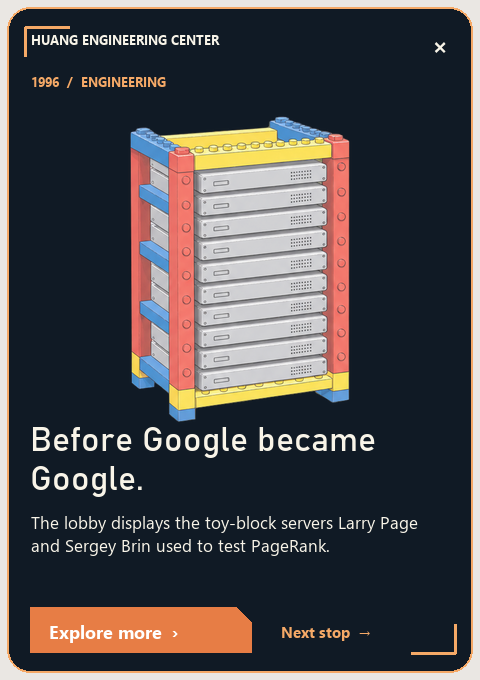 HUANG ENGINEERING CENTER
×
1996 / ENGINEERING
Before Google became
Google.
The lobby displays the toy-block servers Larry Page
and Sergey Brin used to test PageRank.
Explore more ›
Next stop →